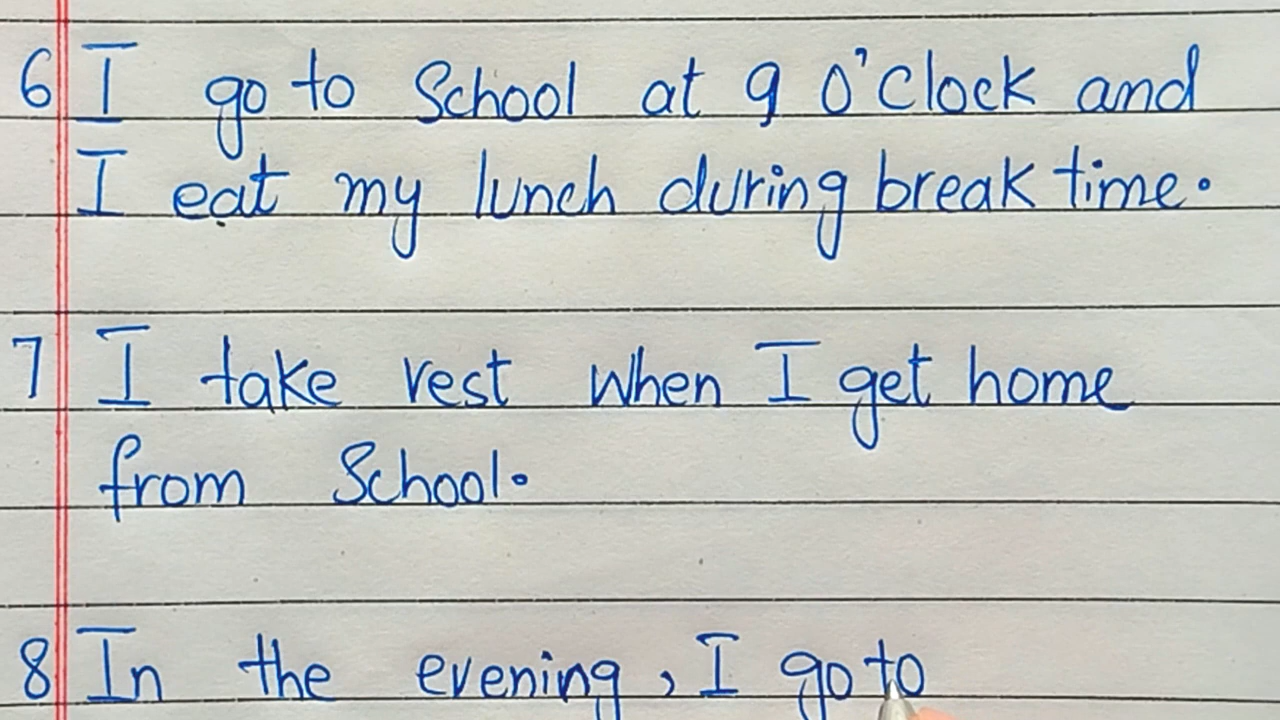 6 I go to School at 9 O'Clock and
I eat my lunch during break time.
7 I take rest when I get home
from School.
8 In the evening, I go to